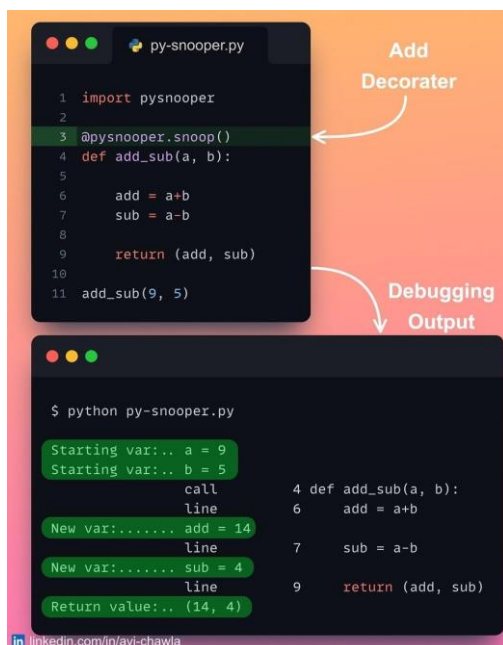 py-snooper.py
Add
Decorater
1 import pysnooper
2
3 @pysnooper.snoop()
4 def add_sub(a, b):
5
6 add = a+b
7 sub = a-b
8
9 return (add, sub)
10
11 add_sub(9, 5)
Debugging
Output
$ python py-snooper.py
Starting var:.. a = 9
Starting var:.. b = 5
call 4 def add_sub(a, b):
line 6 add = a+b
New var:....... add = 14
line 7 sub = a-b
New var:....... sub = 4
line 9 return (add, sub)
Return value:.. (14, 4)
in linkedin.com/in/avi-chawla